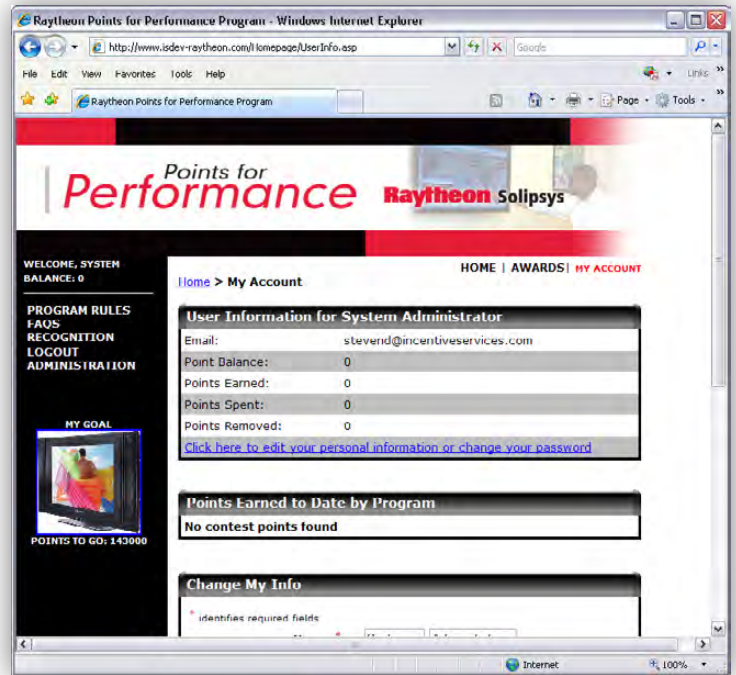 Raytheon Points for Performance Program - Windows Internet Explorer
http://www.isdev-raytheon.com/Homepage/UserInfo.asp
Google
File Edit View Favorites Tools Help
Links »
Raytheon Points for Performance Program
Page Tools »
Points for
Performance
Raytheon Solipsys
WELCOME, SYSTEM
BALANCE: 0
HOME | AWARDS | MY ACCOUNT
Home > My Account
PROGRAM RULES
FAQS
RECOGNITION
LOGOUT
ADMINISTRATION
MY GOAL
POINTS TO GO: 143000
User Information for System Administrator
Email: stevend@incentiveservices.com
Point Balance: 0
Points Earned: 0
Points Spent: 0
Points Removed: 0
Click here to edit your personal information or change your password
Points Earned to Date by Program
No contest points found
Change My Info
* identifies required fields
Internet
100%